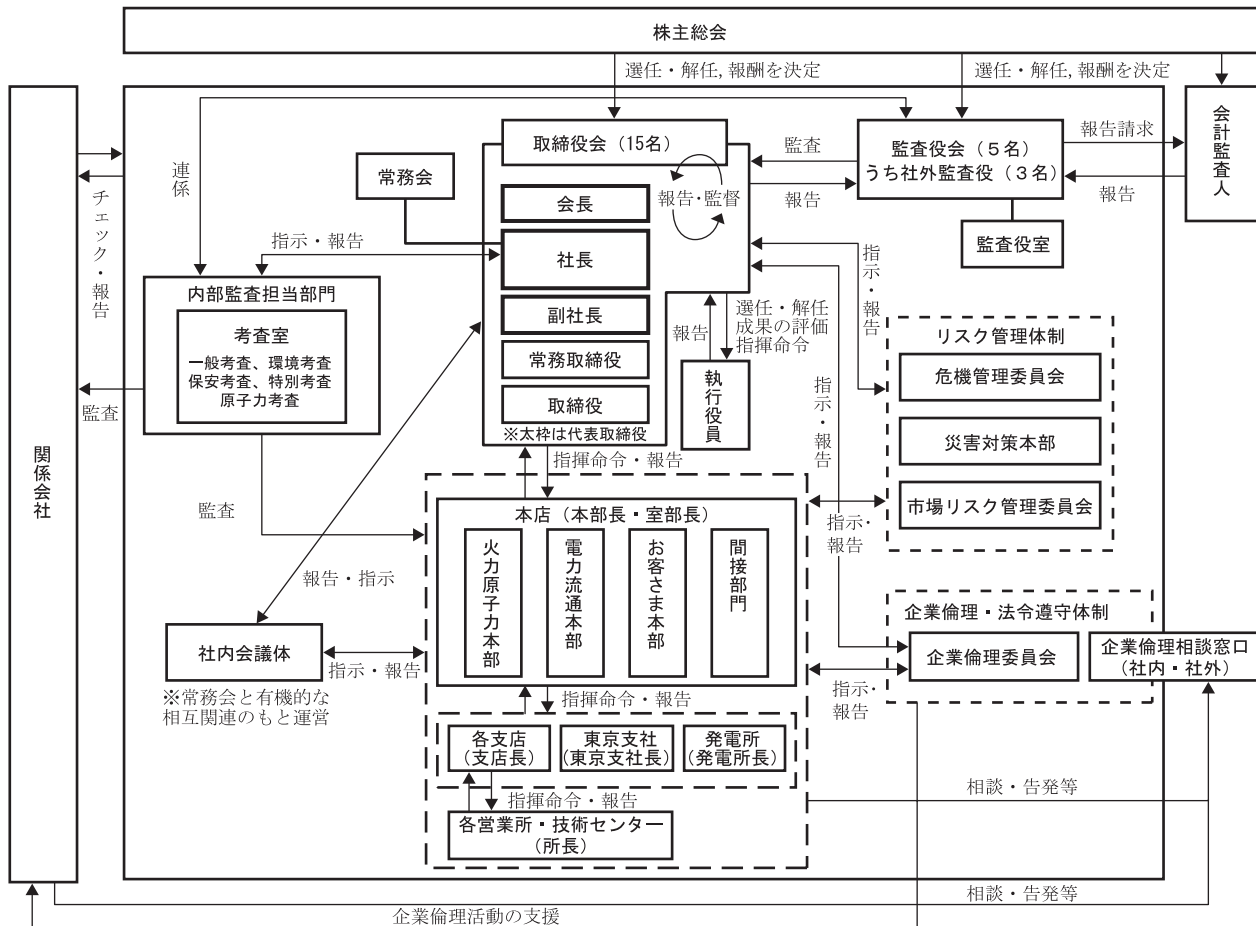 株主総会
選任・解任,報酬を決定
選任・解任,報酬を決定
関係会社
チェック・報告
監査
連係
常務会
指示・報告
取締役会（15名）
報告・監督
会長
社長
副社長
常務取締役
取締役
※太枠は代表取締役
監査
報告
監査役会（５名）
うち社外監査役（３名）
監査役室
報告請求
報告
会計監査人
内部監査担当部門
考査室
一般考査、環境考査
保安考査、特別考査
原子力考査
監査
報告
選任・解任
成果の評価
指揮命令
執行役員
指示・報告
指示・報告
リスク管理体制
危機管理委員会
災害対策本部
市場リスク管理委員会
指示・
報告
指揮命令・報告
本店（本部長・室部長）
火力原子力本部
電力流通本部
お客さま本部
間接部門
報告・指示
社内会議体
指示・報告
※常務会と有機的な
相互関連のもと運営
企業倫理・法令遵守体制
企業倫理委員会
企業倫理相談窓口
（社内・社外）
指示・
報告
指揮命令・報告
各支店
（支店長）
東京支社
（東京支社長）
発電所
（発電所長）
指揮命令・報告
各営業所・技術センター
（所長）
相談・告発等
相談・告発等
企業倫理活動の支援